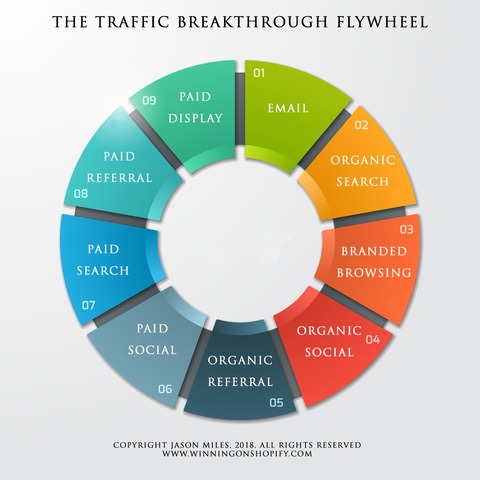 THE TRAFFIC BREAKTHROUGH FLYWHEEL
01
EMAIL
02
ORGANIC
SEARCH
03
BRANDED
BROWSING
ORGANIC
SOCIAL
04
ORGANIC
REFERRAL
05
PAID
SOCIAL
06
PAID
SEARCH
07
PAID
REFERRAL
08
09
PAID
DISPLAY
COPYRIGHT JASON MILES, 2018, ALL RIGHTS RESERVED
WWW.WINNINGONSHOPIFY.COM